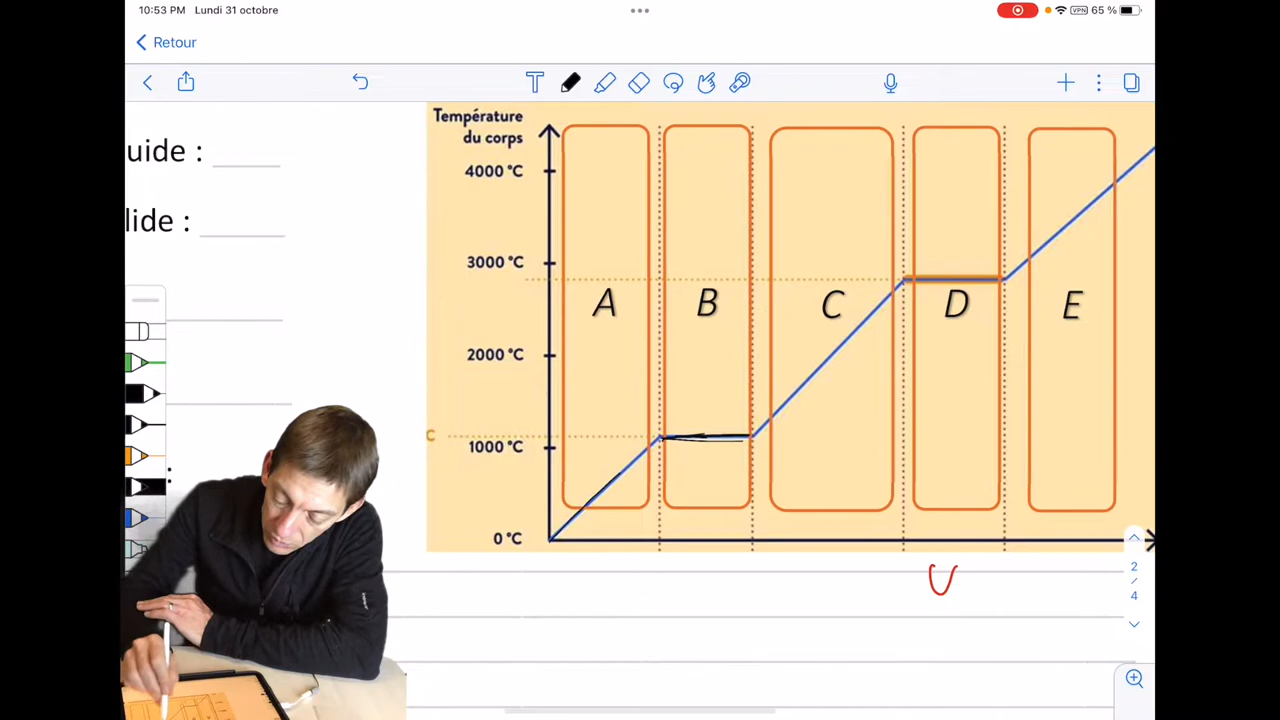 10:53 PM Lundi 31 octobre
65 %
VPN
Retour
T
uide :
lide :
:
Température
du corps
4000 °C
3000 °C
2000 °C
C
1000 °C
0 °C
A
B
C
D
E
U
2
/
4